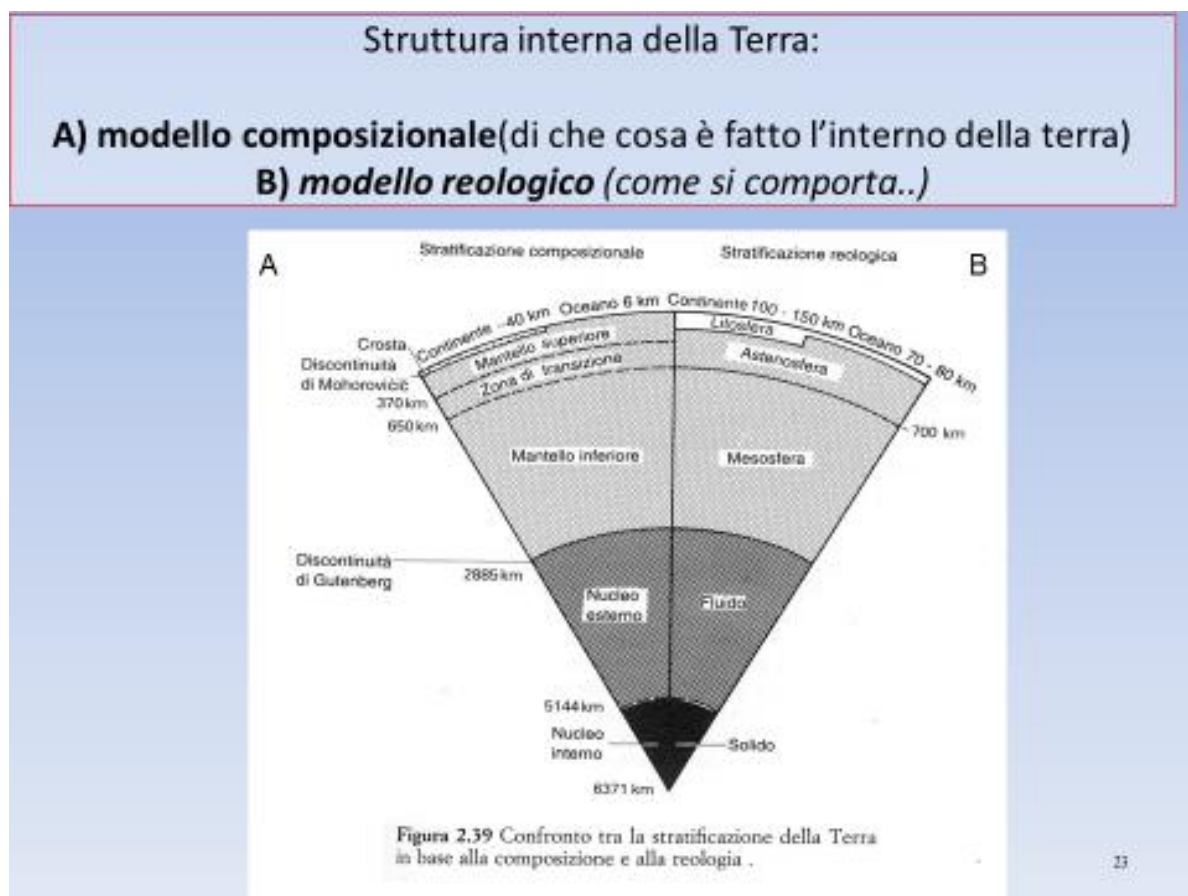 Struttura interna della Terra:
A) modello composizionale(di che cosa è fatto l'interno della terra)
B) modello reologico (come si comporta..)
A
Stratificazione composizionale
Stratificazione reologica
B
Continente ~40 km Oceano 6 km
Continente 100 - 150 km Oceano 70 - 80 km
Crosta
Discontinuità
di Mohorovičić
370 km
650 km
Mantello superiore
Zona di transizione
Litosfera
Astenosfera
700 km
Mantello inferiore
Mesosfera
Discontinuità
di Gutenberg
2885 km
Nucleo
esterno
Fluido
5144 km
Nucleo
interno
Solido
6371 km
Figura 2.39 Confronto tra la stratificazione della Terra
in base alla composizione e alla reologia .
23